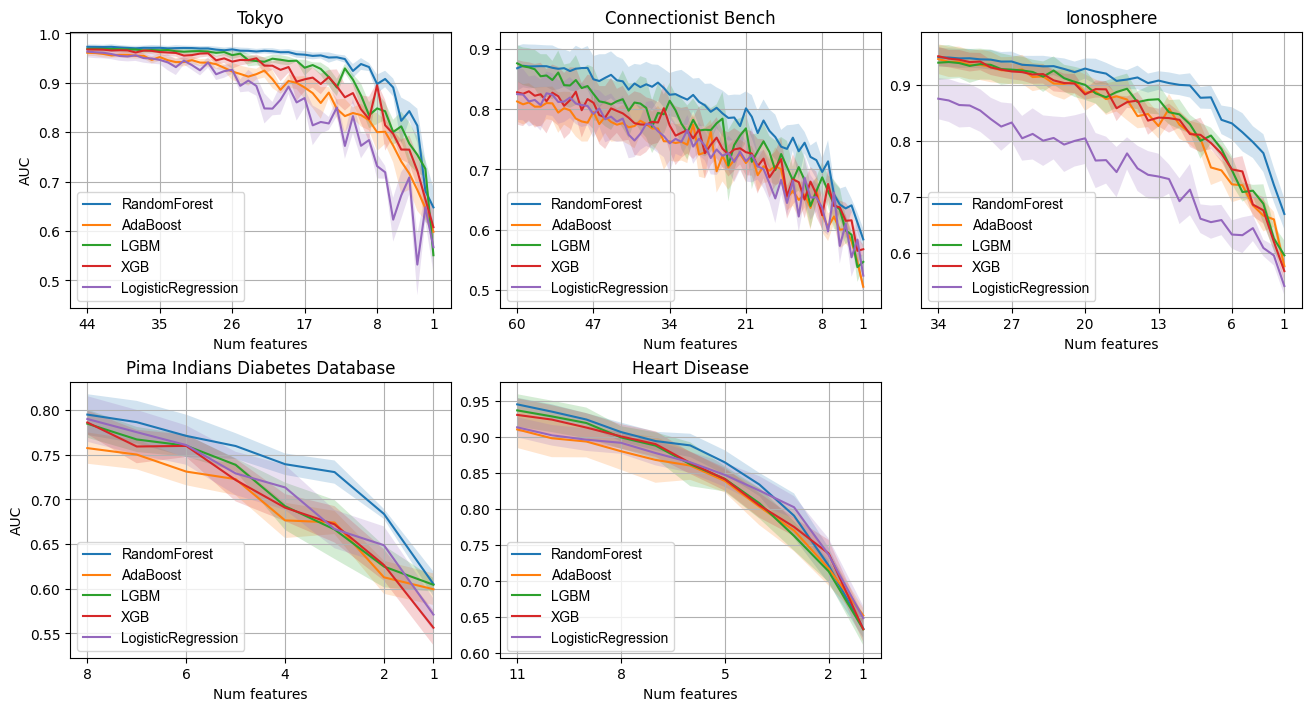 Tokyo
AUC
1.0
0.9
0.8
0.7
0.6
0.5
RandomForest
AdaBoost
LGBM
XGB
LogisticRegression
44 35 26 17 8 1
Num features
Connectionist Bench
0.9
0.8
0.7
0.6
0.5
RandomForest
AdaBoost
LGBM
XGB
LogisticRegression
60 47 34 21 8 1
Num features
Ionosphere
0.9
0.8
0.7
0.6
RandomForest
AdaBoost
LGBM
XGB
LogisticRegression
34 27 20 13 6 1
Num features
Pima Indians Diabetes Database
AUC
0.80
0.75
0.70
0.65
0.60
0.55
RandomForest
AdaBoost
LGBM
XGB
LogisticRegression
8 6 4 2 1
Num features
Heart Disease
0.95
0.90
0.85
0.80
0.75
0.70
0.65
0.60
RandomForest
AdaBoost
LGBM
XGB
LogisticRegression
11 8 5 2 1
Num features